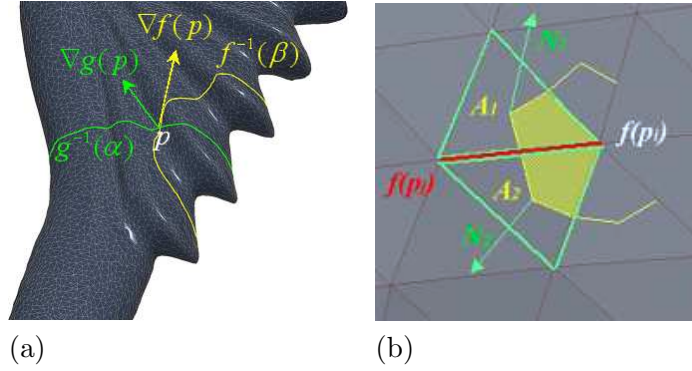 ∇f(p)
f⁻¹(β)
∇g(p)
p
g⁻¹(α)
N₁
A₁
f(pᵢ)
f(pⱼ)
A₂
N₂
(a)
(b)